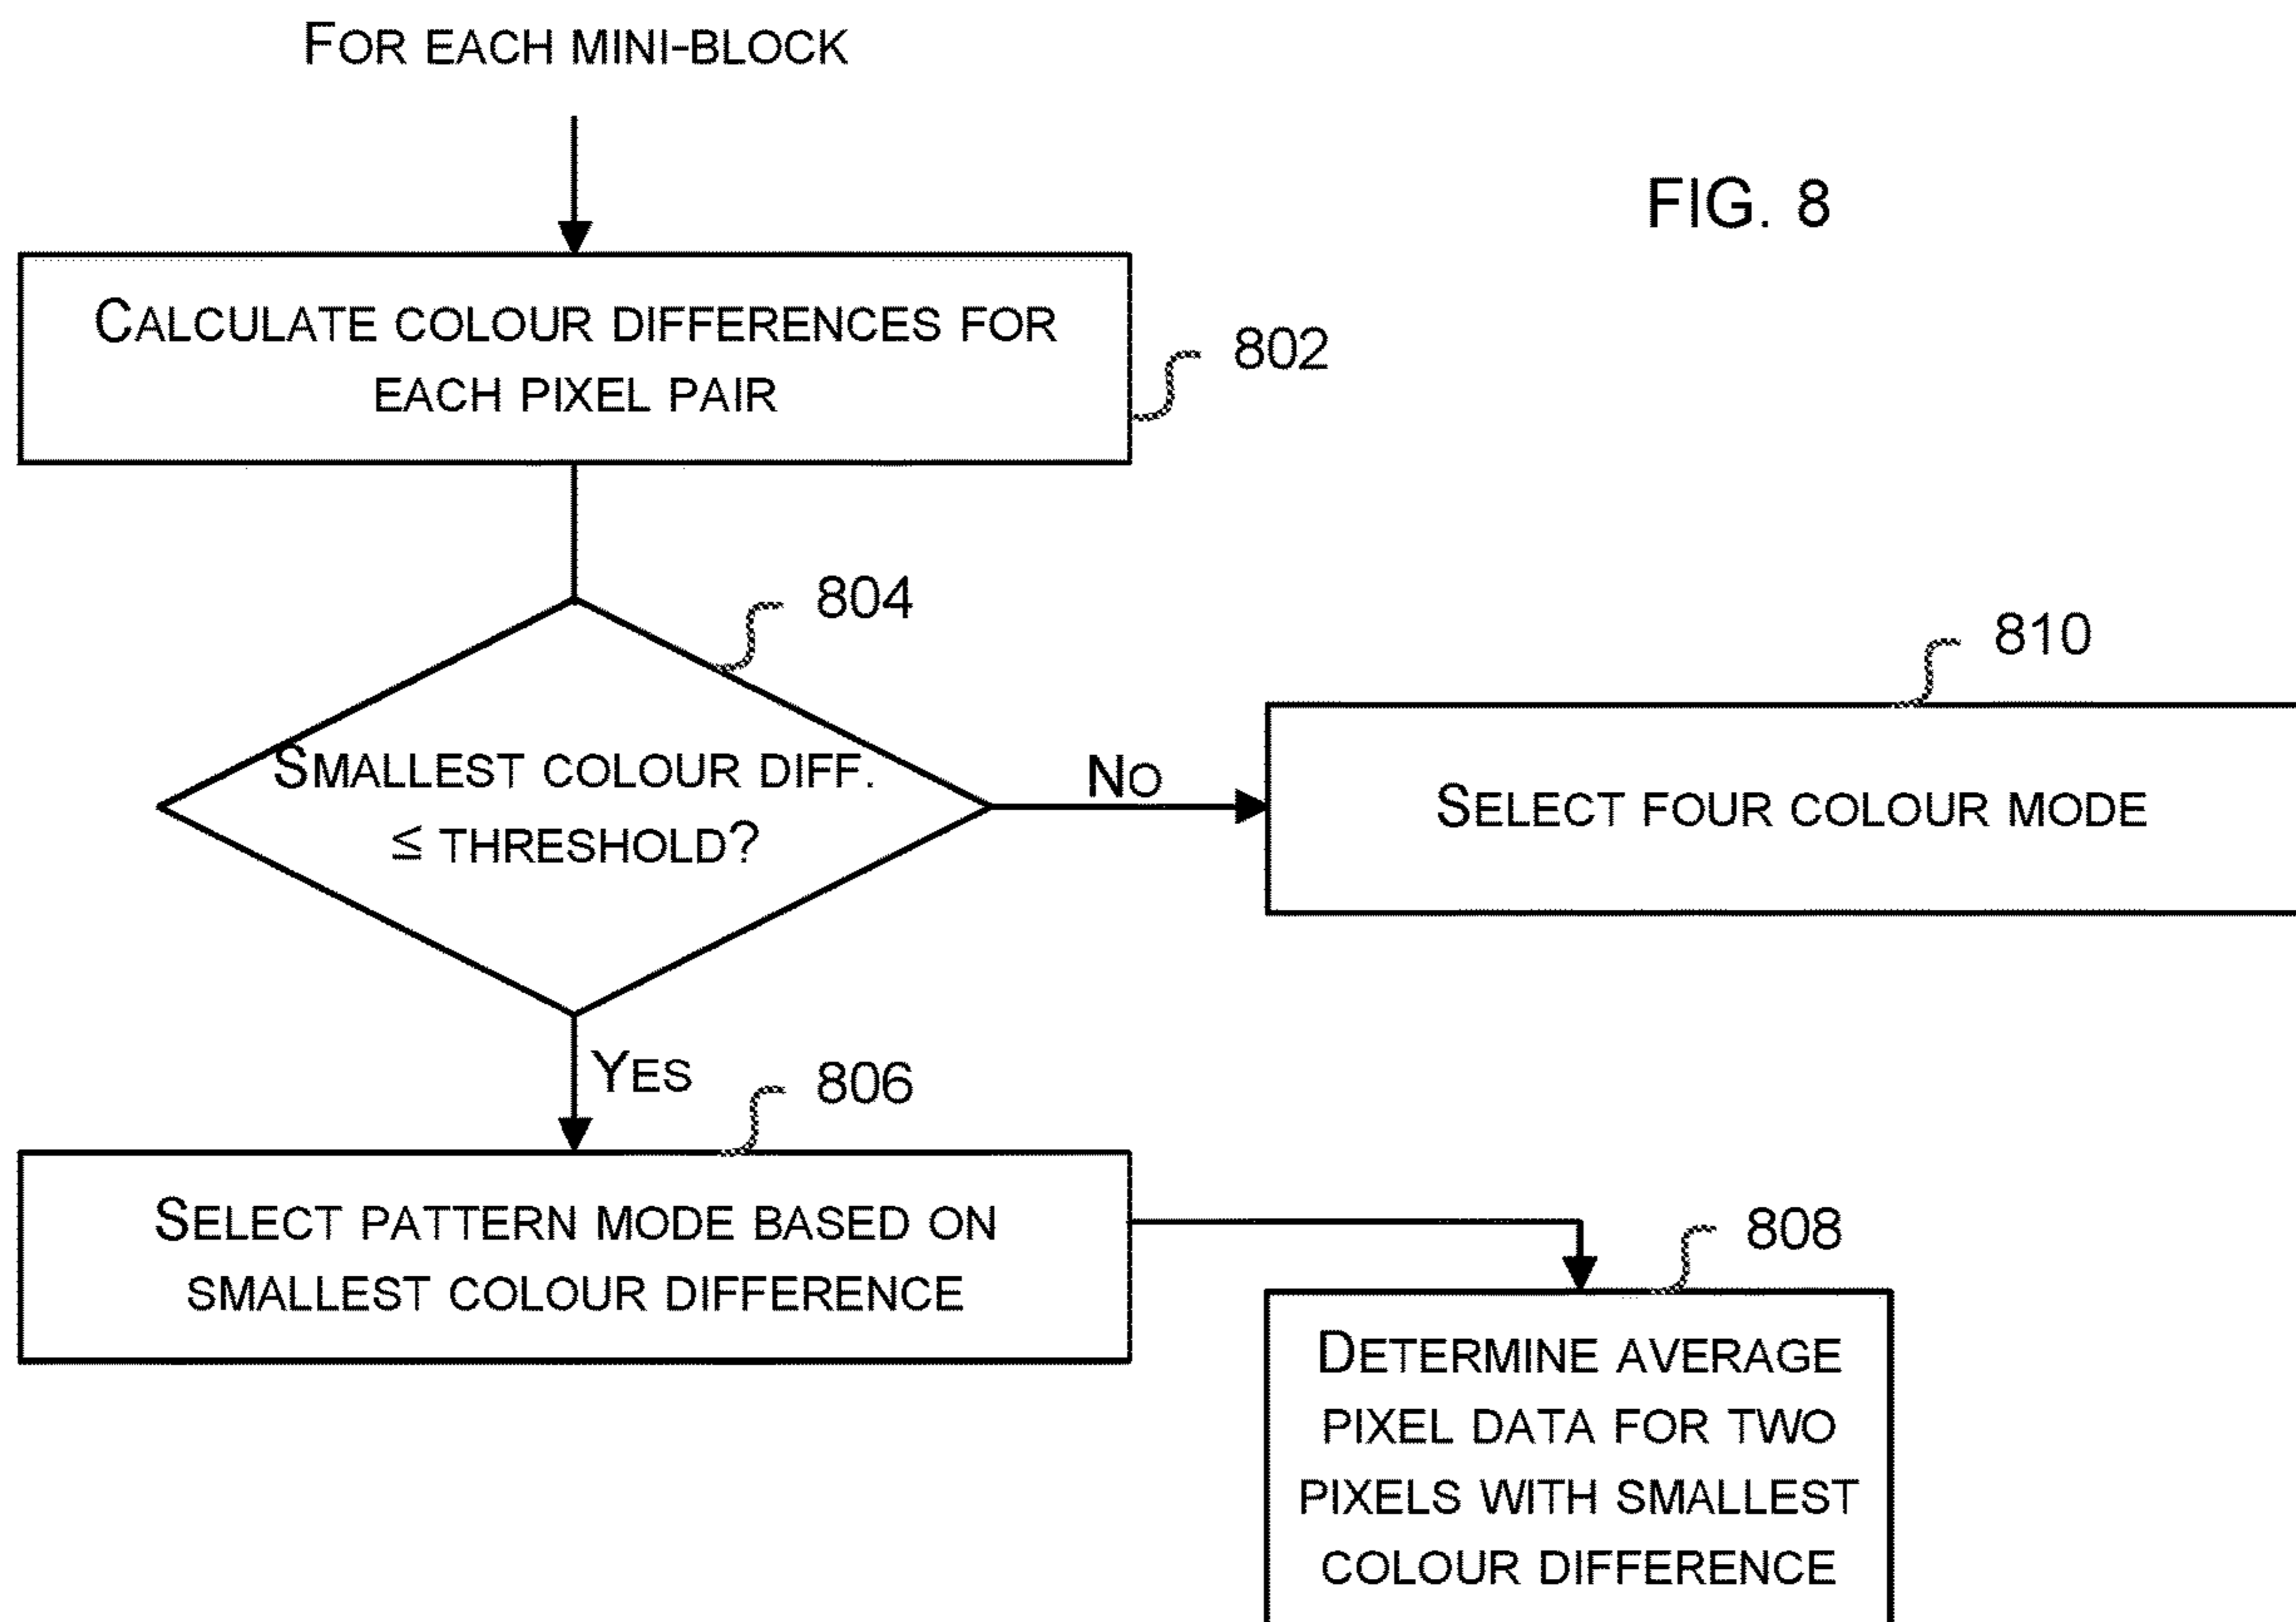 For each mini-block
FIG. 8
Calculate colour differences for
each pixel pair
802
804
Smallest colour diff.
≤ threshold?
No
810
Select four colour mode
Yes
806
Select pattern mode based on
smallest colour difference
808
Determine average
pixel data for two
pixels with smallest
colour difference